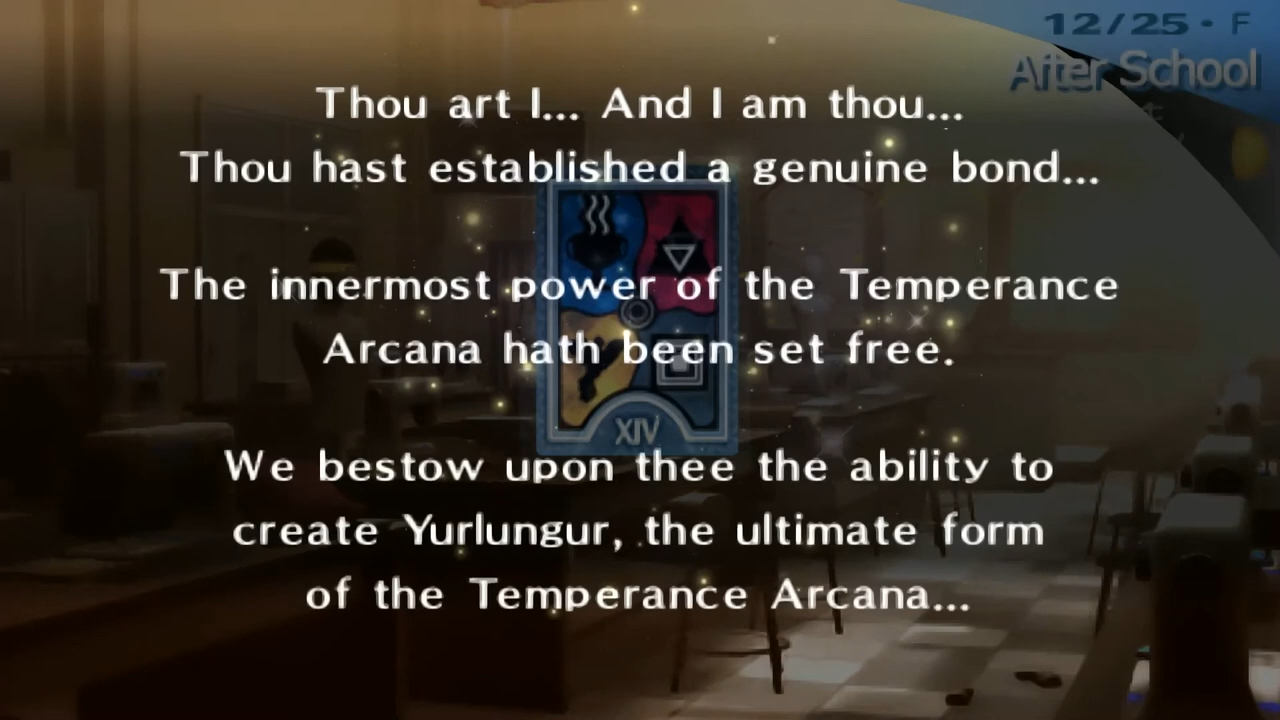 12/25 • F
After School
Thou art I... And I am thou...
Thou hast established a genuine bond...
The innermost power of the Temperance
Arcana hath been set free.
XIV
We bestow upon thee the ability to
create Yurlungur, the ultimate form
of the Temperance Arcana...